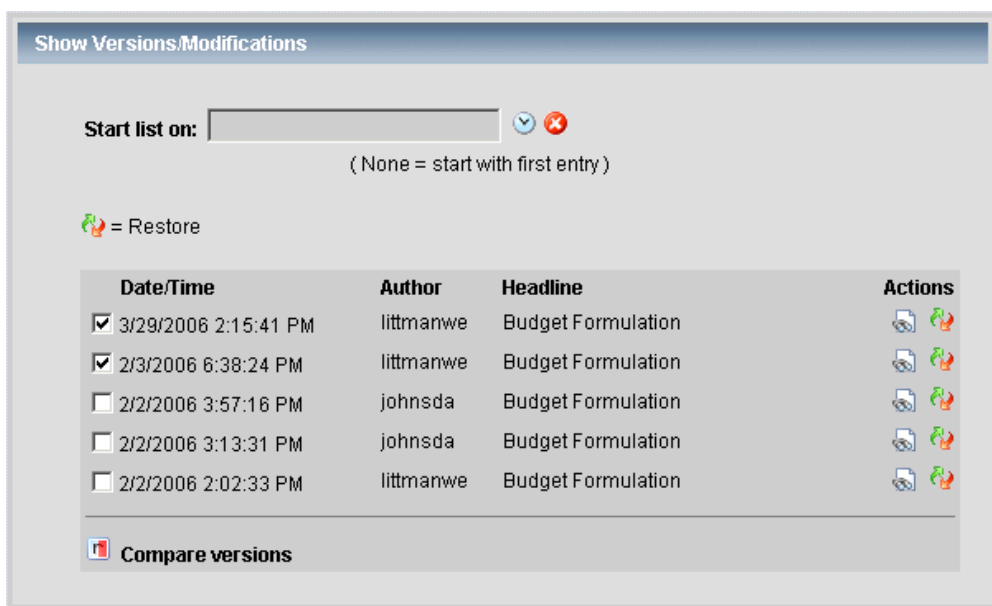 Show Versions/Modifications
Start list on:
( None = start with first entry )
= Restore
Date/Time Author Headline Actions
3/29/2006 2:15:41 PM littmanwe Budget Formulation
2/3/2006 6:38:24 PM littmanwe Budget Formulation
2/2/2006 3:57:16 PM johnsda Budget Formulation
2/2/2006 3:13:31 PM johnsda Budget Formulation
2/2/2006 2:02:33 PM littmanwe Budget Formulation
Compare versions